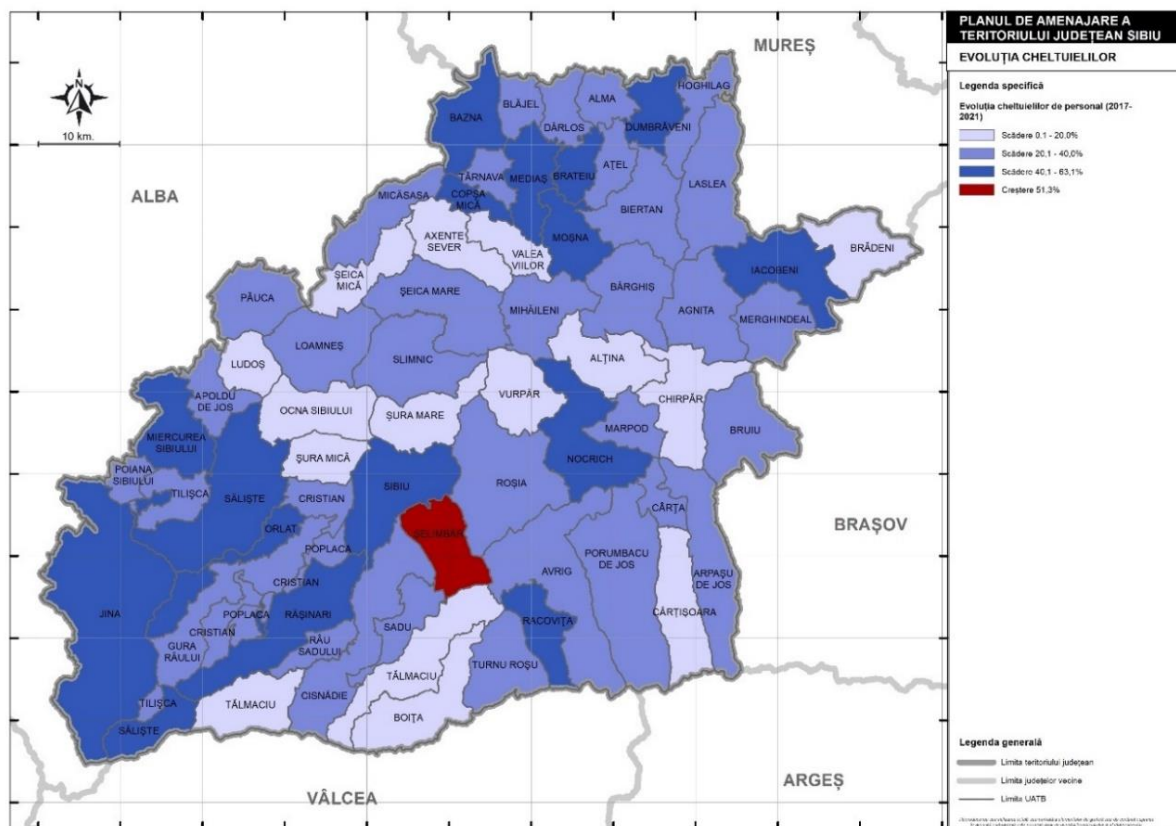 PLANUL DE AMENAJARE A
TERITORIULUI JUDEȚEAN SIBIU
EVOLUȚIA CHELTUIELILOR
Legenda specifică
Evoluția cheltuielilor de personal (2017-
2021)
Scădere 0,1 - 20,0%
Scădere 20,1 - 40,0%
Scădere 40,1 - 63,1%
Creștere 51,3%
N
10 km.
MUREȘ
ALBA
BRAȘOV
ARGEȘ
VÂLCEA
HOGHILAG
BLĂJEL
ALMA
BAZNA
DÂRLOS
DUMBRĂVENI
AȚEL
TÂRNAVA
MEDIAȘ
BRATEIU
LASLEA
MICĂSASA
COPȘA
MICĂ
BIERTAN
AXENTE
SEVER
MOȘNA
VALEA
VIILOR
BRĂDENI
ȘEICA
MICĂ
IACOBENI
PĂUCA
ȘEICA MARE
BÂRGHIȘ
MIHĂILENI
AGNITA
MERGHINDEAL
LOAMNEȘ
SLIMNIC
LUDOȘ
ALȚINA
APOLDU
DE JOS
VURPĂR
CHIRPĂR
OCNA SIBIULUI
ȘURA MARE
MARPOD
BRUIU
MIERCUREA
SIBIULUI
ȘURA MICĂ
NOCRICH
POIANA
SIBIULUI
TILIȘCA
SĂLIȘTE
CRISTIAN
SIBIU
ROȘIA
CÂRȚA
ORLAT
ȘELIMBĂR
POPLACA
PORUMBACU
DE JOS
AVRIG
ARPAȘU
DE JOS
CRISTIAN
JINA
POPLACA
RĂȘINARI
CÂRȚIȘOARA
RACOVIȚA
SADU
CRISTIAN
GURA
RÂULUI
RÂU
SADULUI
TURNU ROȘU
TĂLMACIU
TILIȘCA
CISNĂDIE
TĂLMACIU
BOIȚA
SĂLIȘTE
Legenda generală
Limita teritoriului județean
Limita județelor vecine
Limita UATB